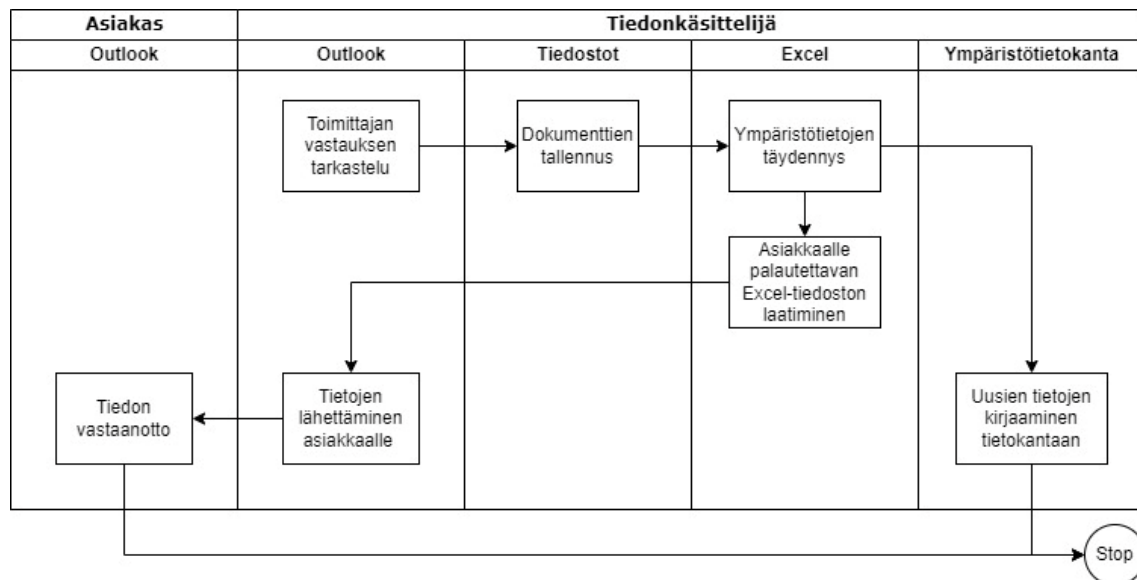 Asiakas
Tiedonkäsittelijä
Outlook
Outlook
Tiedostot
Excel
Ympäristötietokanta
Toimittajan
vastauksen
tarkastelu
Dokumenttien
tallennus
Ympäristötietojen
täydennys
Asiakkaalle
palautettavan
Excel-tiedoston
laatiminen
Tiedon
vastaanotto
Tietojen
lähettäminen
asiakkaalle
Uusien tietojen
kirjaaminen
tietokantaan
Stop